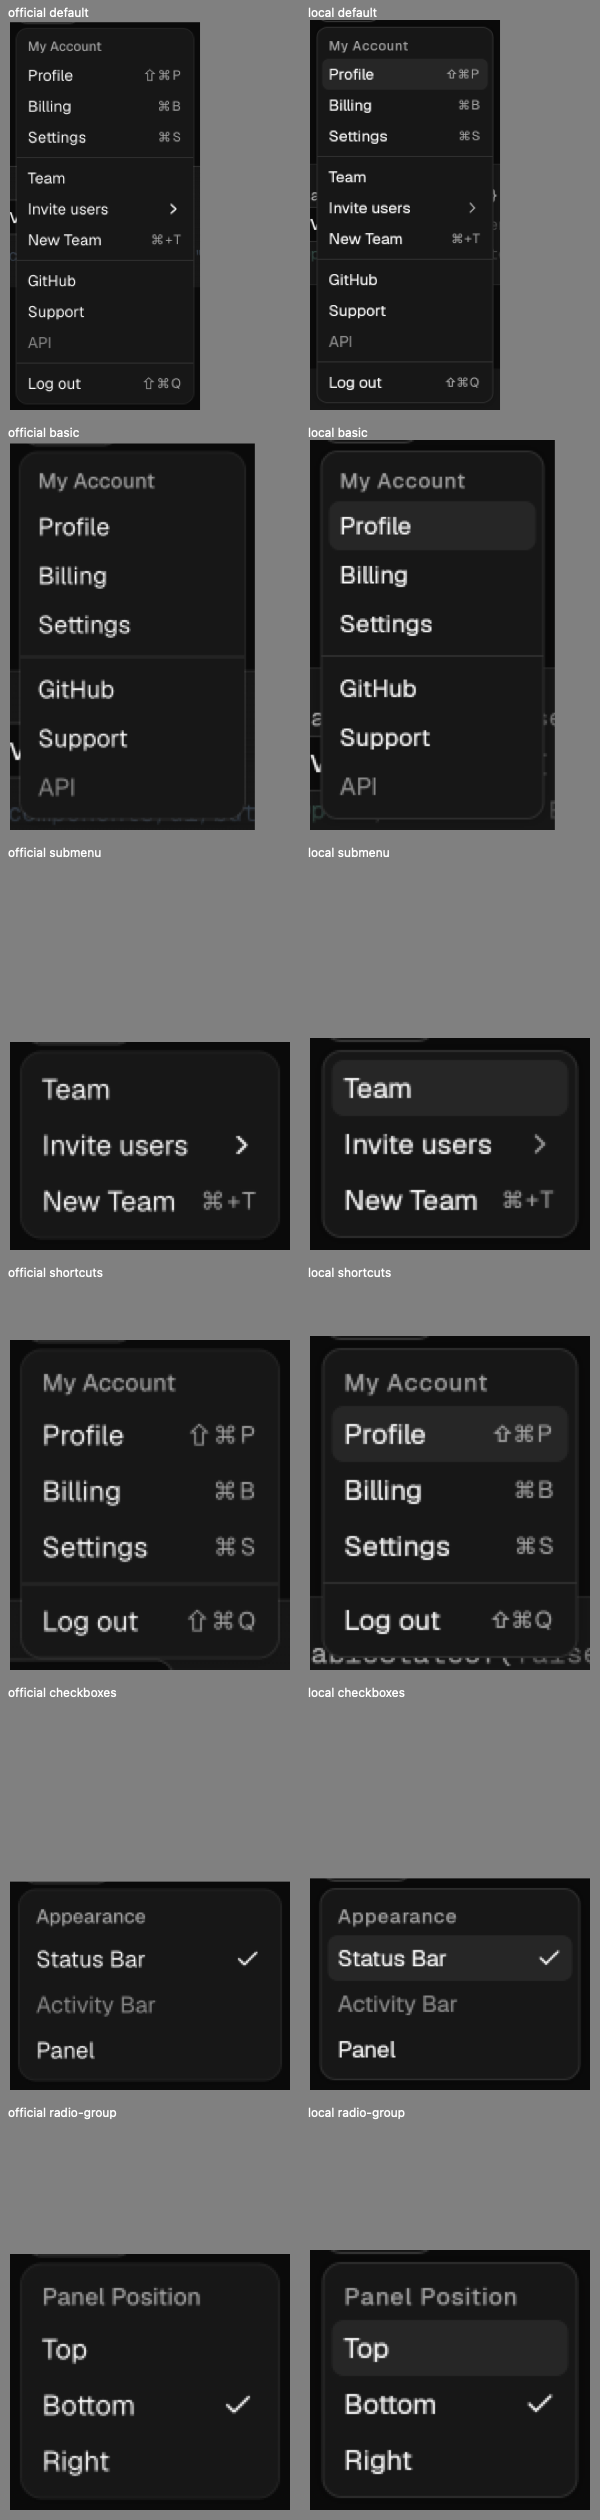 official default local default
My Account My Account
Profile ⇧⌘P Profile ⇧⌘P
Billing ⌘B Billing ⌘B
Settings ⌘S Settings ⌘S
Team Team
Invite users Invite users
New Team ⌘+T New Team ⌘+T
GitHub GitHub
Support Support
API API
Log out ⇧⌘Q Log out ⇧⌘Q
official basic local basic
My Account My Account
Profile Profile
Billing Billing
Settings Settings
GitHub GitHub
Support Support
API API
official submenu local submenu
Team Team
Invite users Invite users
New Team ⌘+T New Team ⌘+T
official shortcuts local shortcuts
My Account My Account
Profile ⇧⌘P Profile ⇧⌘P
Billing ⌘B Billing ⌘B
Settings ⌘S Settings ⌘S
Log out ⇧⌘Q Log out ⇧⌘Q
official checkboxes local checkboxes
Appearance Appearance
Status Bar Status Bar
Activity Bar Activity Bar
Panel Panel
official radio-group local radio-group
Panel Position Panel Position
Top Top
Bottom Bottom
Right Right